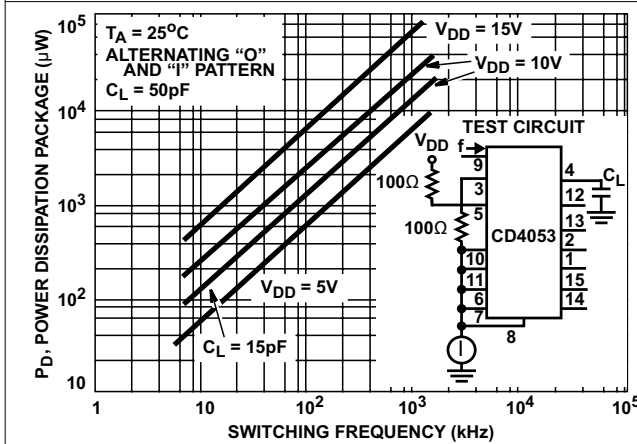 P_D, POWER DISSIPATION PACKAGE (µW)
10^5
10^4
10^3
10^2
10
T_A = 25°C
ALTERNATING “O”
AND “I” PATTERN
C_L = 50pF
V_DD = 15V
V_DD = 10V
V_DD = 5V
C_L = 15pF
TEST CIRCUIT
V_DD f
100Ω
100Ω
9
3
5
10
11
6
7
8
CD4053
4
12
13
2
1
15
14
C_L
I
1
10
10^2
10^3
10^4
10^5
SWITCHING FREQUENCY (kHz)